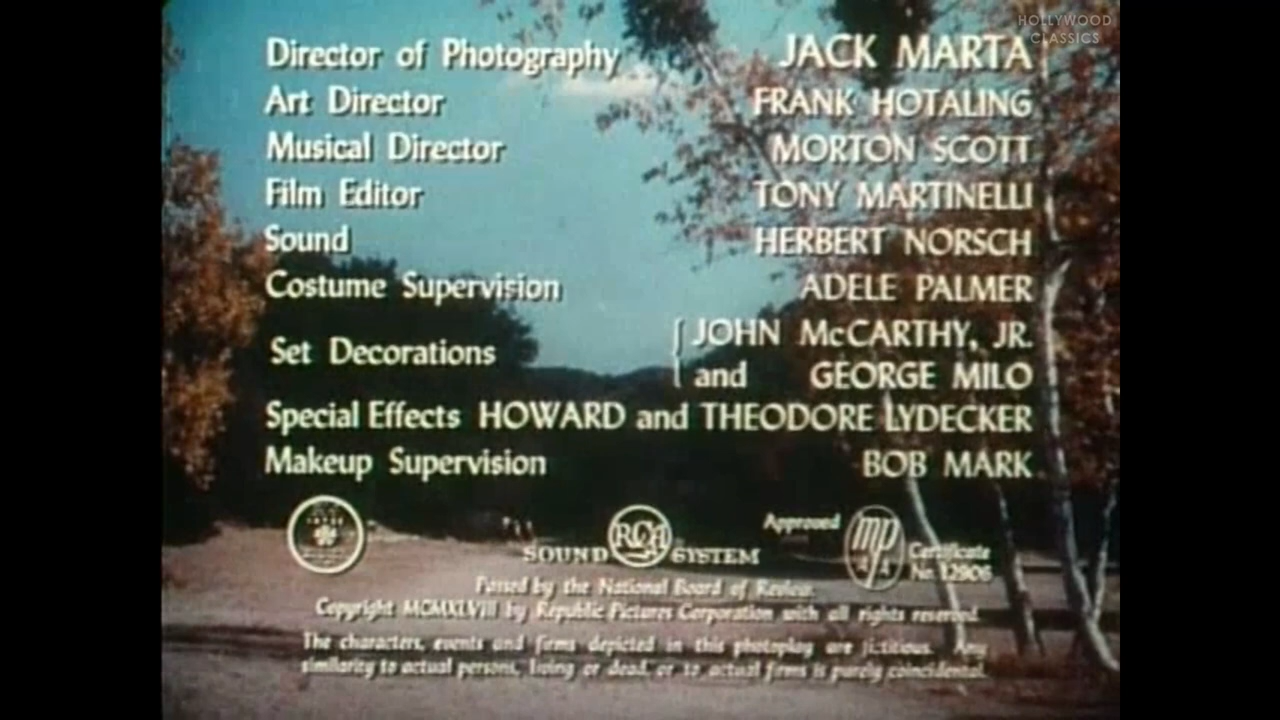 HOLLYWOOD
CLASSICS
Director of Photography JACK MARTA
Art Director FRANK HOTALING
Musical Director MORTON SCOTT
Film Editor TONY MARTINELLI
Sound HERBERT NORSCH
Costume Supervision ADELE PALMER
Set Decorations { JOHN McCARTHY, JR.
and GEORGE MILO
Special Effects HOWARD and THEODORE LYDECKER
Makeup Supervision BOB MARK
RCA
SOUND SYSTEM
Approved
MP
AA
Certificate
No. 12906
Passed by the National Board of Review.
Copyright MCMXLVIII by Republic Pictures Corporation with all rights reserved.
The characters, events and firms depicted in this photoplay are fictitious. Any
similarity to actual persons, living or dead, or to actual firms is purely coincidental.